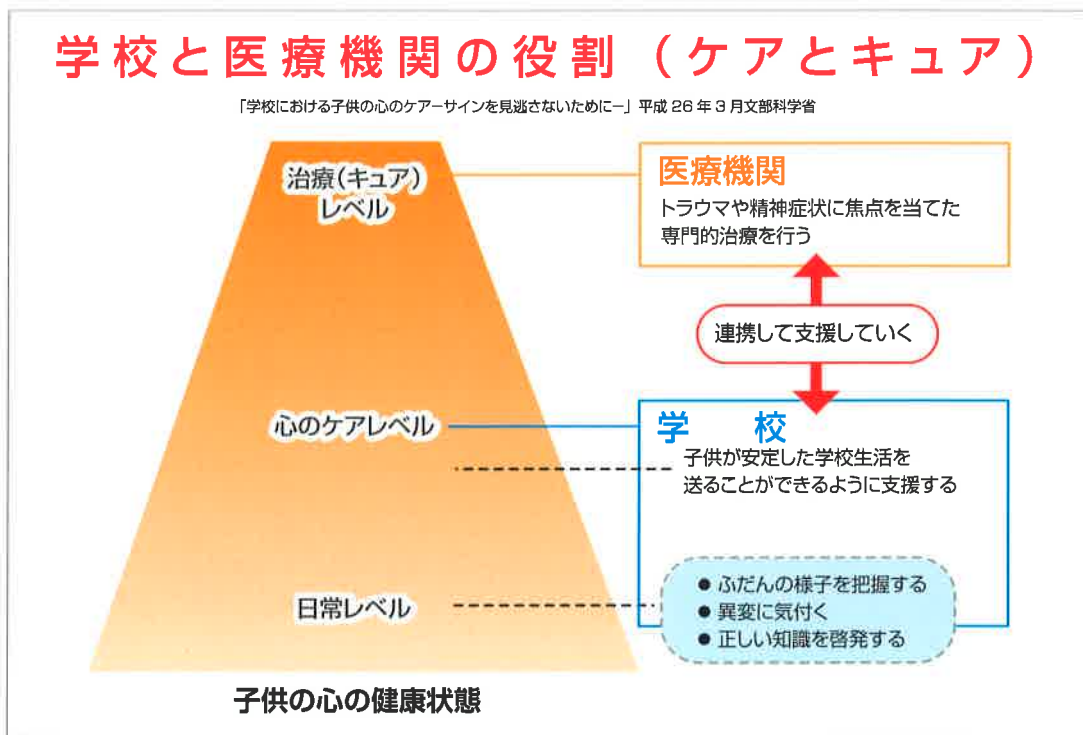 学校と医療機関の役割（ケアとキュア）
「学校における子供の心のケアーサインを見逃さないためにー」平成 26 年 3 月文部科学省
治療（キュア）
レベル
医療機関
トラウマや精神症状に焦点を当てた
専門的治療を行う
連携して支援していく
心のケアレベル
学　校
子供が安定した学校生活を
送ることができるように支援する
日常レベル
● ふだんの様子を把握する
● 異変に気付く
● 正しい知識を啓発する
子供の心の健康状態